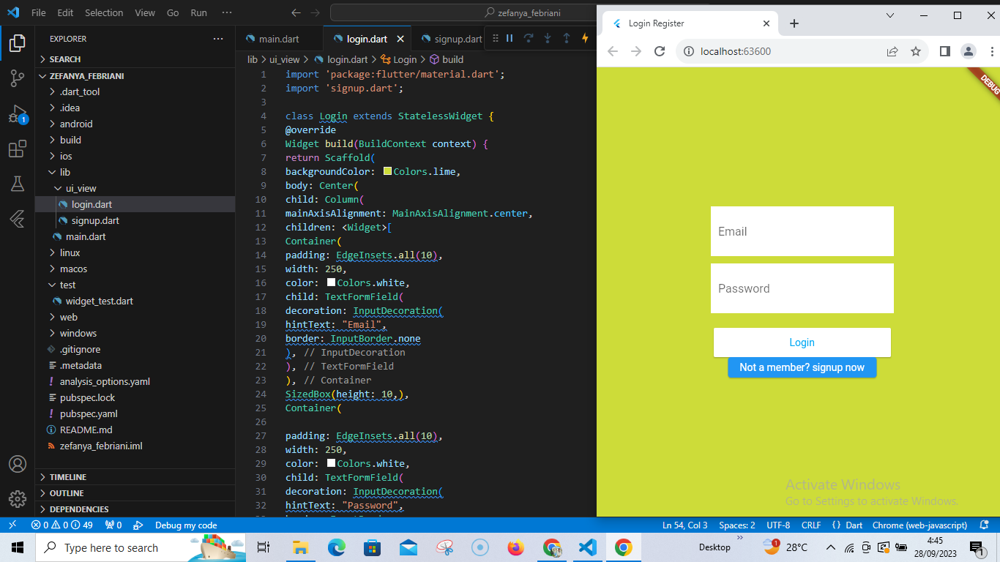 File Edit Selection View Go Run ··· zefanya_febriani
EXPLORER ···
SEARCH
ZEFANYA_FEBRIANI
.dart_tool
.idea
android
build
ios
lib
ui_view
login.dart
signup.dart
main.dart
linux
macos
test
widget_test.dart
web
windows
.gitignore
.metadata
analysis_options.yaml
pubspec.lock
pubspec.yaml
README.md
zefanya_febriani.iml
TIMELINE
OUTLINE
DEPENDENCIES
1
main.dart login.dart signup.dart
lib > ui_view > login.dart > Login > build
1 import 'package:flutter/material.dart';
2 import 'signup.dart';
3
4 class Login extends StatelessWidget {
5 @override
6 Widget build(BuildContext context) {
7 return Scaffold(
8 backgroundColor: Colors.lime,
9 body: Center(
10 child: Column(
11 mainAxisAlignment: MainAxisAlignment.center,
12 children: <Widget>[
13 Container(
14 padding: EdgeInsets.all(10),
15 width: 250,
16 color: Colors.white,
17 child: TextFormField(
18 decoration: InputDecoration(
19 hintText: "Email",
20 border: InputBorder.none
21 ), // InputDecoration
22 ), // TextFormField
23 ), // Container
24 SizedBox(height: 10,),
25 Container(
26
27 padding: EdgeInsets.all(10),
28 width: 250,
29 color: Colors.white,
30 child: TextFormField(
31 decoration: InputDecoration(
32 hintText: "Password",
Login Register
localhost:63600
DEBUG
Email
Password
Login
Not a member? signup now
Activate Windows
Go to Settings to activate Windows.
0 0 49 0 Debug my code Ln 54, Col 3 Spaces: 2 UTF-8 CRLF {} Dart Chrome (web-javascript)
Type here to search Desktop » 1 28°C 4:45
28/09/2023 1